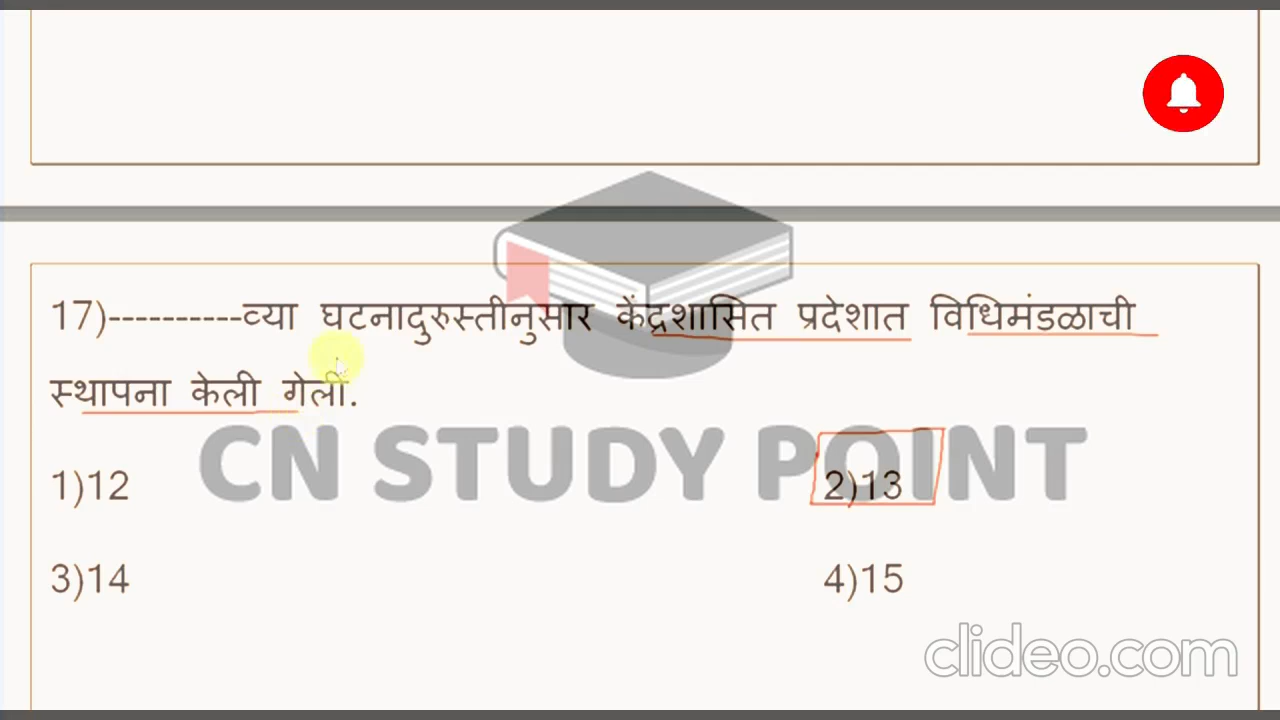 17)----------व्या घटनादुरुस्तीनुसार केंद्रशासित प्रदेशात विधिमंडळाची
स्थापना केली गेली.
CN STUDY POINT
1)12 2)13
3)14 4)15
clideo.com